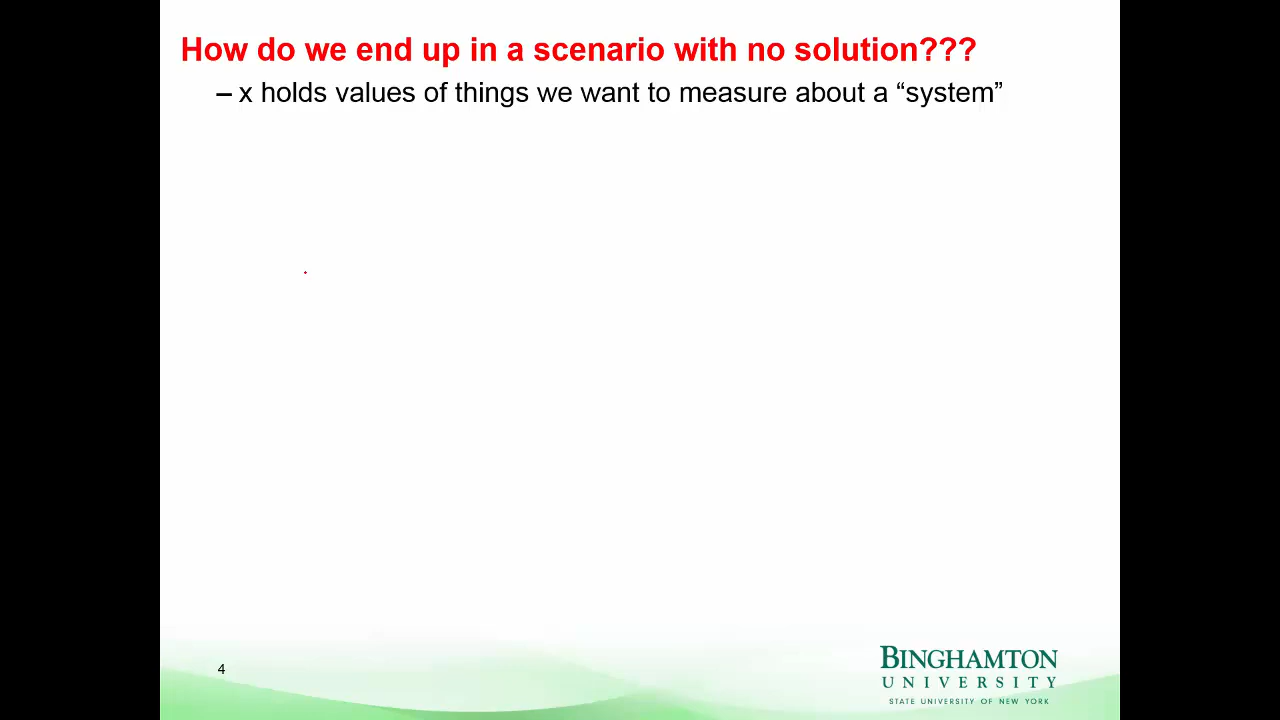 How do we end up in a scenario with no solution???
– x holds values of things we want to measure about a “system”
4
BINGHAMTON
UNIVERSITY
STATE UNIVERSITY OF NEW YORK